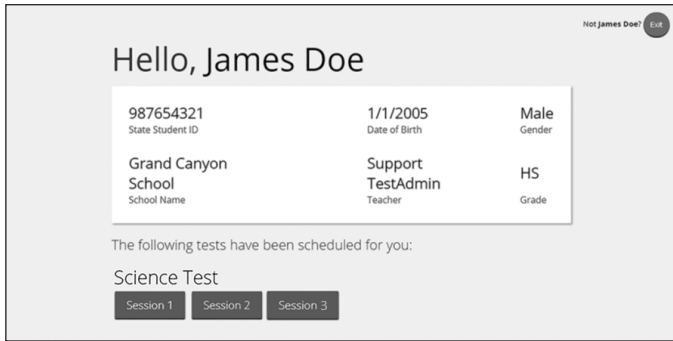 Not James Doe? Exit
Hello, James Doe
987654321 1/1/2005 Male
State Student ID Date of Birth Gender
Grand Canyon Support
School TestAdmin HS
School Name Teacher Grade
The following tests have been scheduled for you:
Science Test
Session 1 Session 2 Session 3